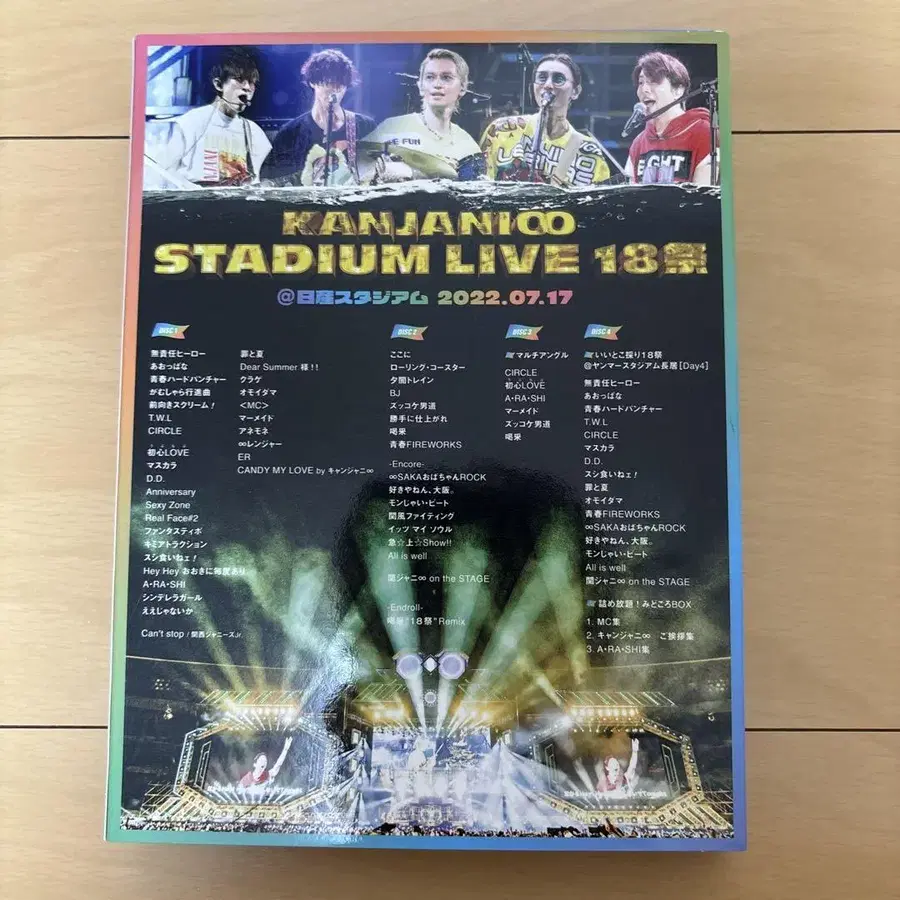 KANJANI∞
STADIUM LIVE 18祭
@日産スタジアム 2022.07.17
DISC 1
無責任ヒーロー
あおっぱな
青春ハードパンチャー
がむしゃら行進曲
前向きスクリーム!
T.W.L
CIRCLE
初心LOVE
マスカラ
D.D.
Anniversary
Sexy Zone
Real Face#2
ファンタスティポ
キミアトラクション
スシ食いねェ!
Hey Hey おおきに毎度あり
A・RA・SHI
シンデレラガール
ええじゃないか
Can't stop / 関西ジャニーズJr.
罪と夏
Dear Summer 様!!
クラゲ
オモイダマ
<MC>
マーメイド
アネモネ
∞レンジャー
ER
CANDY MY LOVE by キャンジャニ∞
DISC 2
ここに
ローリング・コースター
夕闇トレイン
BJ
ズッコケ男道
勝手に仕上がれ
喝采
青春FIREWORKS
-Encore-
∞SAKAおばちゃんROCK
好きやねん、大阪。
モンじゃい・ビート
関風ファイティング
イッツ マイ ソウル
急☆上☆Show!!
All is well
関ジャニ∞ on the STAGE
-Endroll-
喝采"18祭"Remix
DISC 3
マルチアングル
CIRCLE
初心LOVE
A・RA・SHI
マーメイド
ズッコケ男道
喝采
DISC 4
いいとこ採り18祭
@ヤンマースタジアム長居[Day4]
無責任ヒーロー
あおっぱな
青春ハードパンチャー
T.W.L
CIRCLE
マスカラ
D.D.
スシ食いねェ!
罪と夏
オモイダマ
青春FIREWORKS
∞SAKAおばちゃんROCK
好きやねん、大阪。
モンじゃい・ビート
All is well
関ジャニ∞ on the STAGE
詰め放題!みどころBOX
1. MC集
2. キャンジャニ∞ ご挨拶集
3. A・RA・SHI集